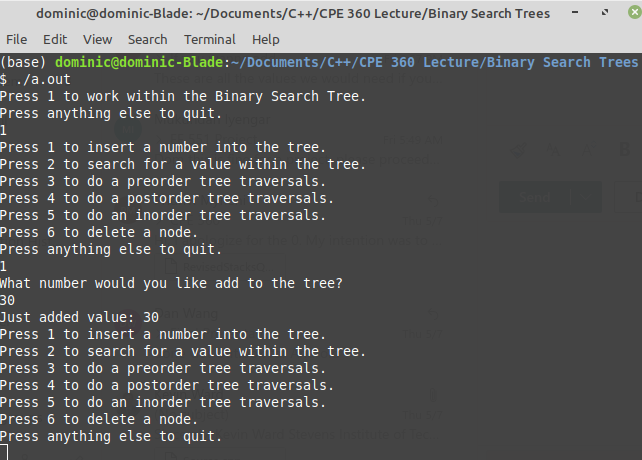 dominic@dominic-Blade: ~/Documents/C++/CPE 360 Lecture/Binary Search Trees
File Edit View Search Terminal Help
(base) dominic@dominic-Blade:~/Documents/C++/CPE 360 Lecture/Binary Search Trees
$ ./a.out
Press 1 to work within the Binary Search Tree.
Press anything else to quit.
1
Press 1 to insert a number into the tree.
Press 2 to search for a value within the tree.
Press 3 to do a preorder tree traversals.
Press 4 to do a postorder tree traversals.
Press 5 to do an inorder tree traversals.
Press 6 to delete a node.
Press anything else to quit.
1
What number would you like add to the tree?
30
Just added value: 30
Press 1 to insert a number into the tree.
Press 2 to search for a value within the tree.
Press 3 to do a preorder tree traversals.
Press 4 to do a postorder tree traversals.
Press 5 to do an inorder tree traversals.
Press 6 to delete a node.
Press anything else to quit.